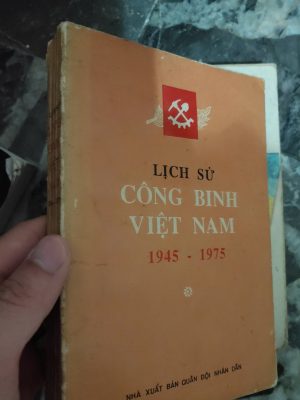 LỊCH SỬ
CÔNG BINH
VIỆT NAM
1945 - 1975
NHÀ XUẤT BẢN QUÂN ĐỘI NHÂN DÂN